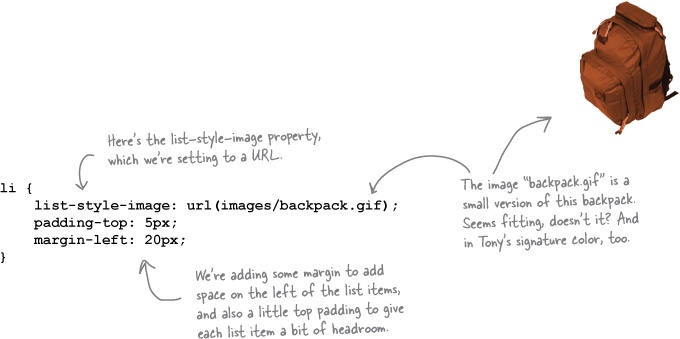 Here's the list-style-image property,
which we're setting to a URL.
li {
list-style-image: url(images/backpack.gif);
padding-top: 5px;
margin-left: 20px;
}
The image "backpack.gif" is a
small version of this backpack.
Seems fitting, doesn't it? And
in Tony's signature color, too.
We're adding some margin to add
space on the left of the list items,
and also a little top padding to give
each list item a bit of headroom.